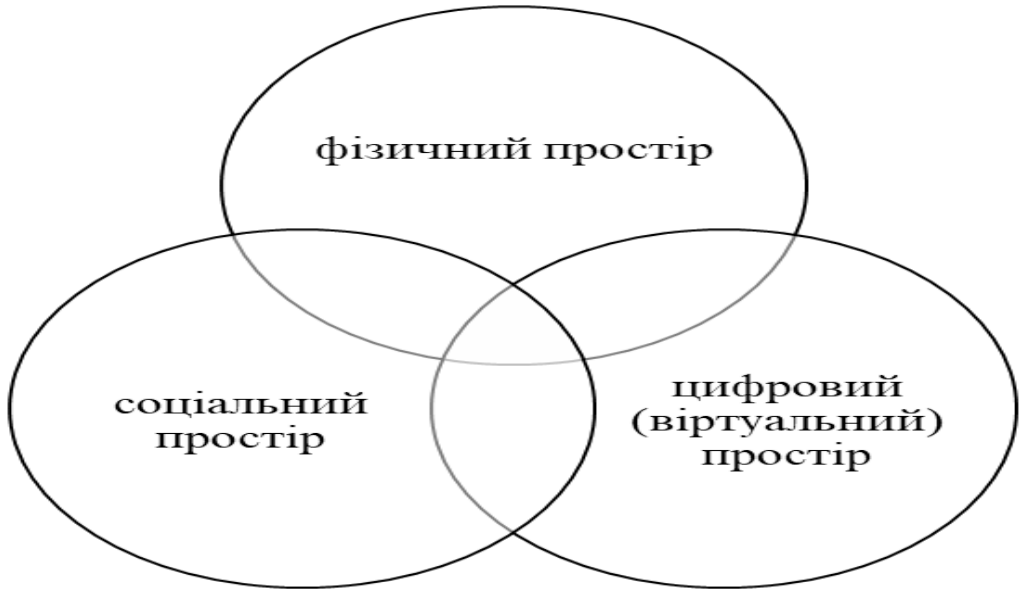 фізичний простір
соціальний
простір
цифровий
(віртуальний)
простір